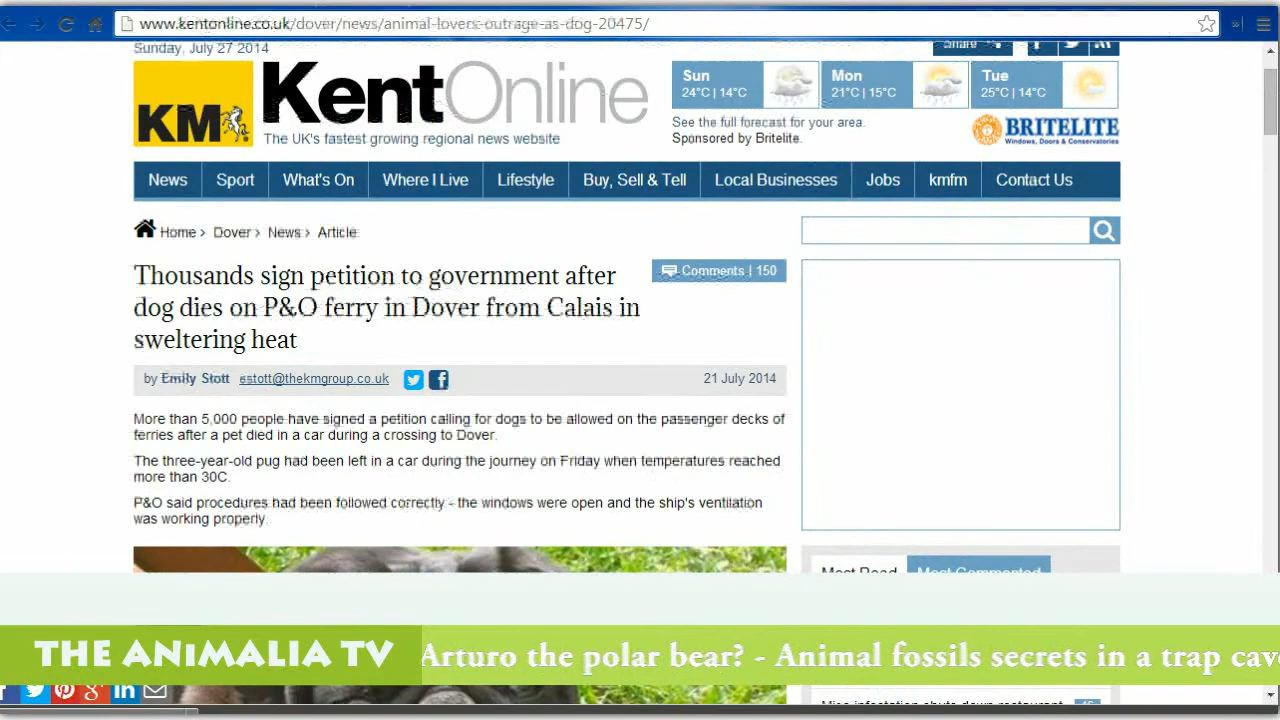 www.kentonline.co.uk/dover/news/animal-lovers-outrage-as-dog-20475/
Sunday, July 27 2014
Share
KM
KentOnline
The UK's fastest growing regional news website
Sun
24°C | 14°C
Mon
21°C | 15°C
Tue
25°C | 14°C
See the full forecast for your area.
Sponsored by Britelite.
BRITELITE
Windows, Doors & Conservatories
News Sport What's On Where I Live Lifestyle Buy, Sell & Tell Local Businesses Jobs kmfm Contact Us
Home > Dover > News > Article
Thousands sign petition to government after
dog dies on P&O ferry in Dover from Calais in
sweltering heat
Comments | 150
by Emily Stott estott@thekmgroup.co.uk
21 July 2014
More than 5,000 people have signed a petition calling for dogs to be allowed on the passenger decks of
ferries after a pet died in a car during a crossing to Dover.
The three-year-old pug had been left in a car during the journey on Friday when temperatures reached
more than 30C.
P&O said procedures had been followed correctly - the windows were open and the ship's ventilation
was working properly.
Most Read Most Commented
THE ANiMALIA TV
Arturo the polar bear? - Animal fossils secrets in a trap cav